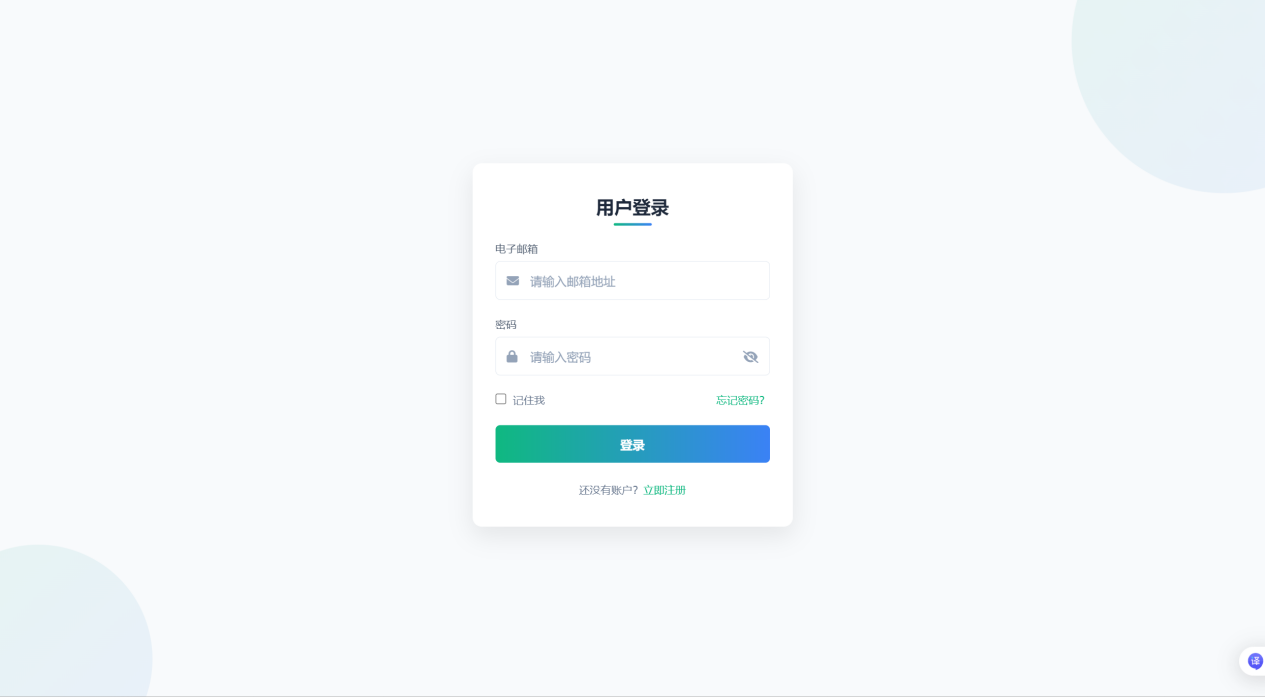 用户登录
电子邮箱
请输入邮箱地址
密码
请输入密码
记住我 忘记密码?
登录
还没有账户? 立即注册
译